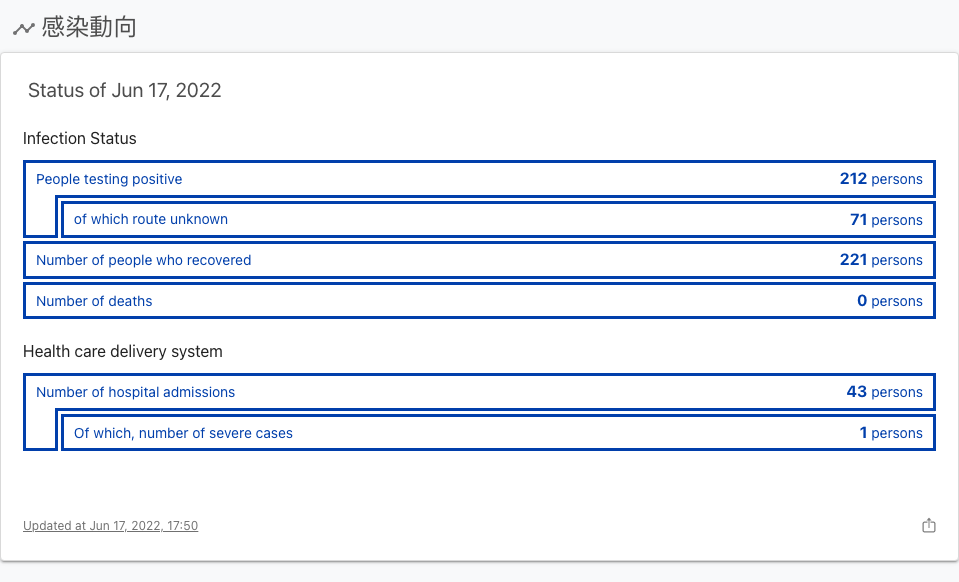 感染動向
Status of Jun 17, 2022
Infection Status
People testing positive 212 persons
of which route unknown 71 persons
Number of people who recovered 221 persons
Number of deaths 0 persons
Health care delivery system
Number of hospital admissions 43 persons
Of which, number of severe cases 1 persons
Updated at Jun 17, 2022, 17:50